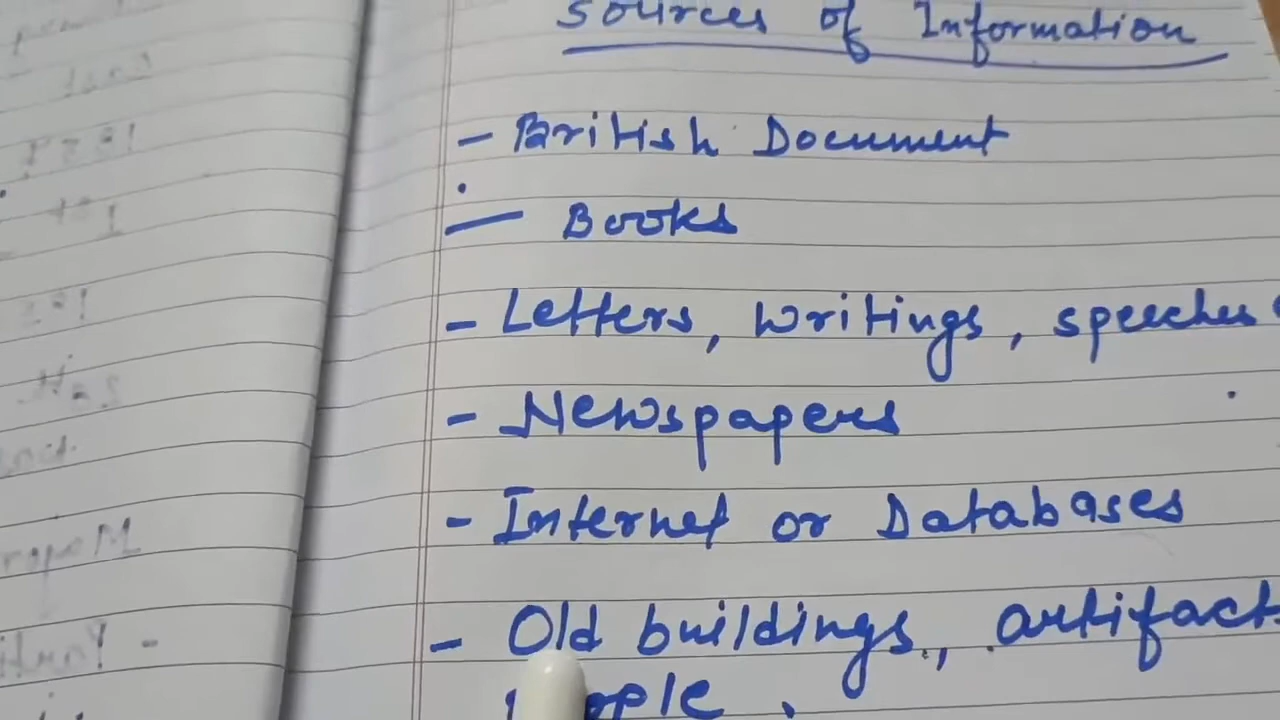 Sources of Information
- British Document
- Books
- Letters, Writings, speeches
- Newspapers
- Internet or Databases
- Old buildings, artifact